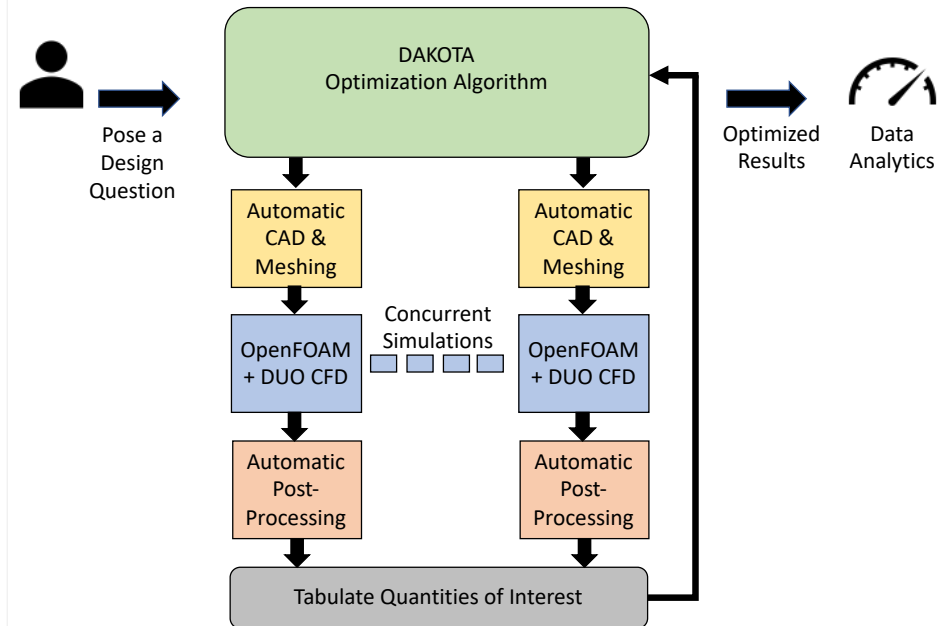 DAKOTA
Optimization Algorithm
Pose a
Design
Question
Optimized
Results
Data
Analytics
Automatic
CAD &
Meshing
Automatic
CAD &
Meshing
Concurrent
Simulations
OpenFOAM
+ DUO CFD
OpenFOAM
+ DUO CFD
Automatic
Post-
Processing
Automatic
Post-
Processing
Tabulate Quantities of Interest